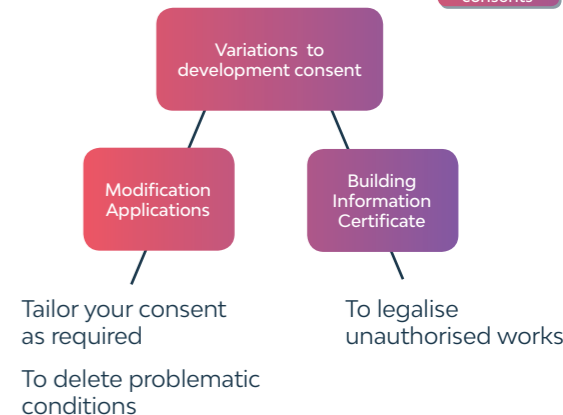 consents
Variations to
development consent
Modification
Applications
Building
Information
Certificate
Tailor your consent
as required
To delete problematic
conditions
To legalise
unauthorised works